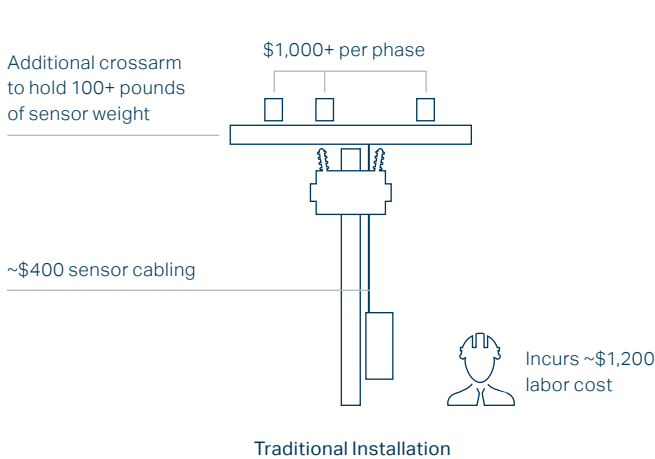 $1,000+ per phase
Additional crossarm
to hold 100+ pounds
of sensor weight
~$400 sensor cabling
Incurs ~$1,200
labor cost
Traditional Installation